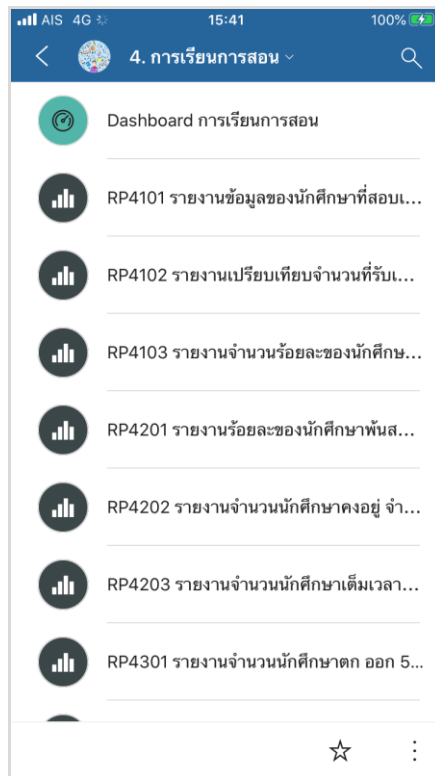 AIS 4G 15:41 100%
4. การเรียนการสอน
Dashboard การเรียนการสอน
RP4101 รายงานข้อมูลของนักศึกษาที่สอบเ...
RP4102 รายงานเปรียบเทียบจำนวนที่รับเ...
RP4103 รายงานจำนวนร้อยละของนักศึกษ...
RP4201 รายงานร้อยละของนักศึกษาพ้นส...
RP4202 รายงานจำนวนนักศึกษาคงอยู่ จำ...
RP4203 รายงานจำนวนนักศึกษาเต็มเวลา...
RP4301 รายงานจำนวนนักศึกษาตก ออก 5...